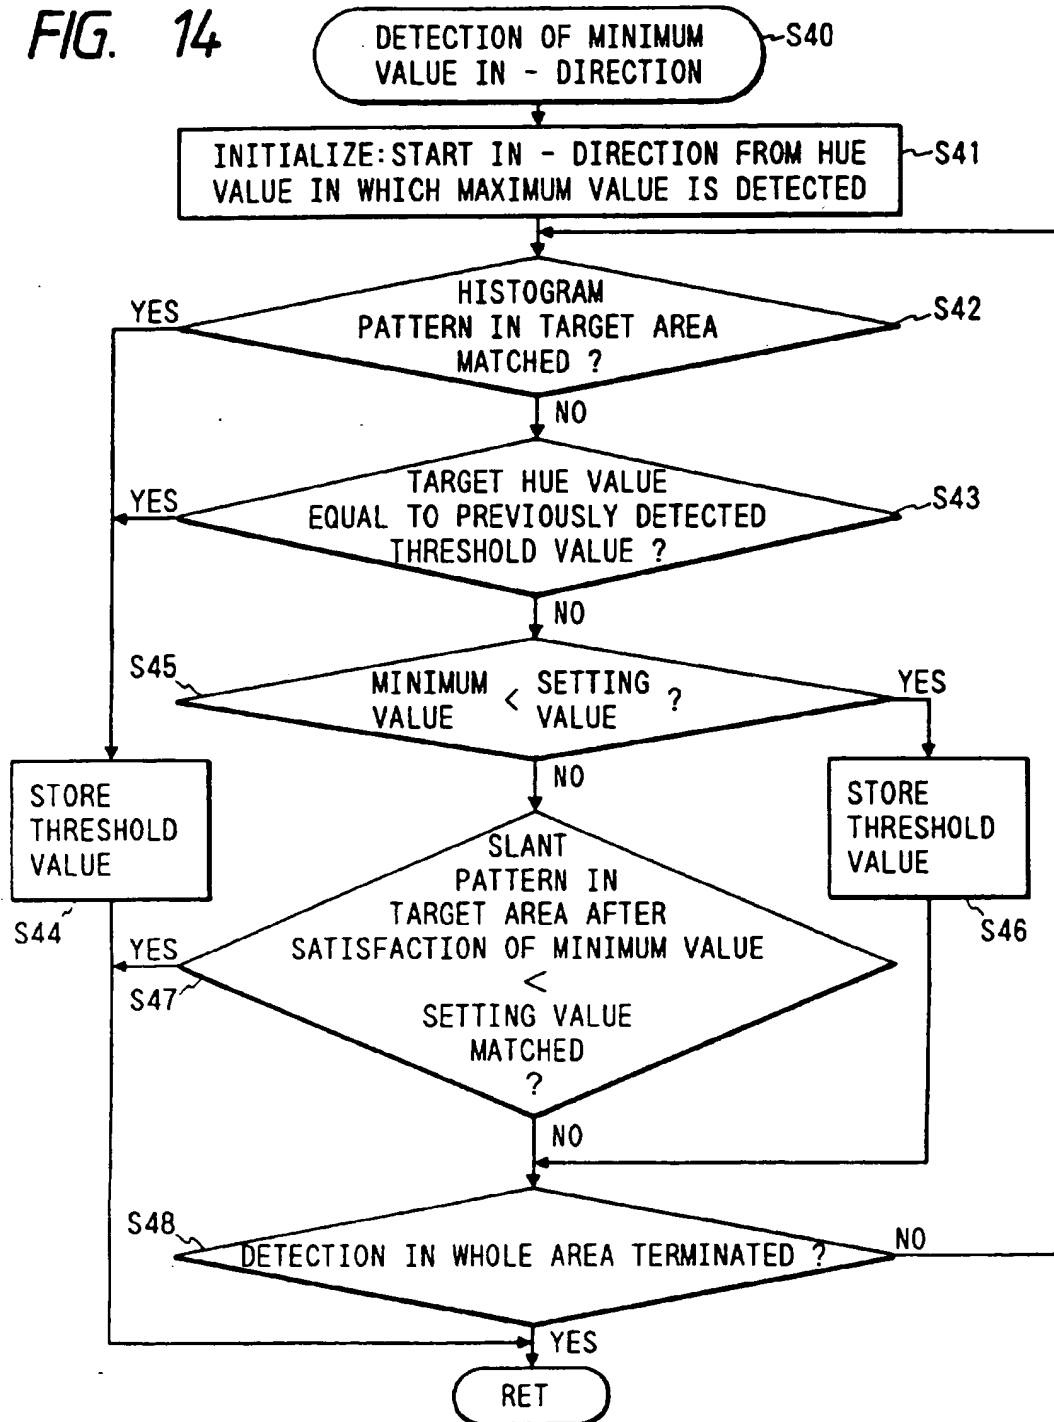 FIG. 14
DETECTION OF MINIMUM
VALUE IN - DIRECTION
S40
INITIALIZE:START IN - DIRECTION FROM HUE
VALUE IN WHICH MAXIMUM VALUE IS DETECTED
S41
HISTOGRAM
PATTERN IN TARGET AREA
MATCHED ?
S42
YES
NO
TARGET HUE VALUE
EQUAL TO PREVIOUSLY DETECTED
THRESHOLD VALUE ?
S43
YES
NO
S45
MINIMUM VALUE < SETTING VALUE ?
YES
NO
STORE
THRESHOLD
VALUE
S44
STORE
THRESHOLD
VALUE
S46
SLANT
PATTERN IN
TARGET AREA AFTER
SATISFACTION OF MINIMUM VALUE
<
SETTING VALUE
MATCHED
?
YES
S47
NO
S48
DETECTION IN WHOLE AREA TERMINATED ?
NO
YES
RET